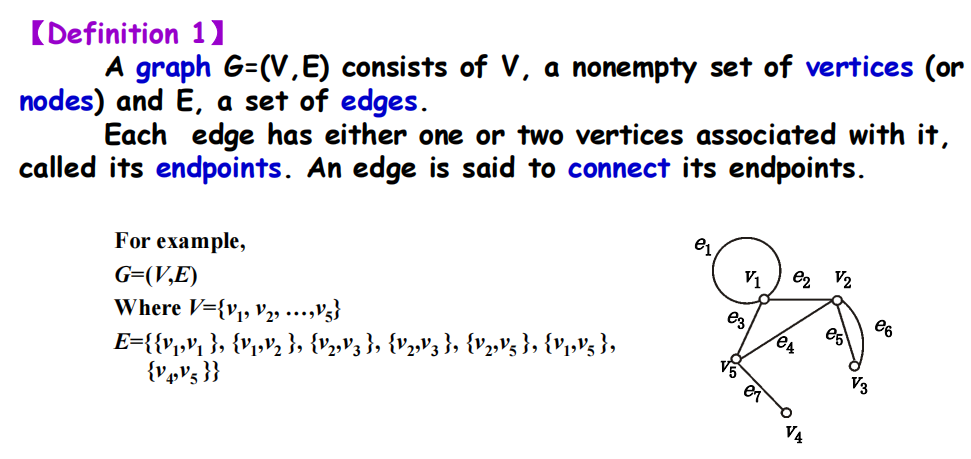 【Definition 1】
A graph G=(V,E) consists of V, a nonempty set of vertices (or
nodes) and E, a set of edges.
Each edge has either one or two vertices associated with it,
called its endpoints. An edge is said to connect its endpoints.
For example,
G=(V,E)
Where V={v₁, v₂, …,v₅}
E={{v₁,v₁ }, {v₁,v₂ }, {v₂,v₃ }, {v₂,v₃ }, {v₂,v₅ }, {v₁,v₅ },
{v₄,v₅ }}
e₁
v₁ e₂ v₂
e₃ e₄ e₅ e₆
v₅ e₇ v₃
v₄